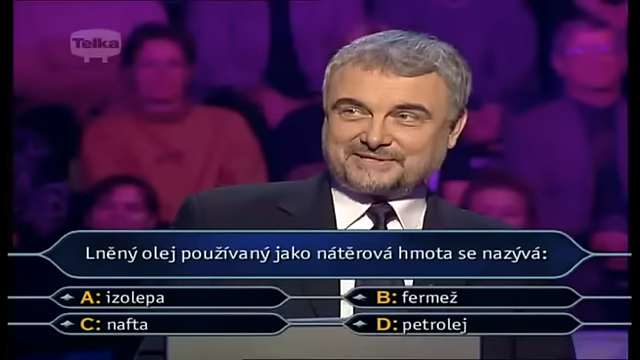 Telka
Lněný olej používaný jako nátěrová hmota se nazývá:
A: izolepa
B: fermež
C: nafta
D: petrolej